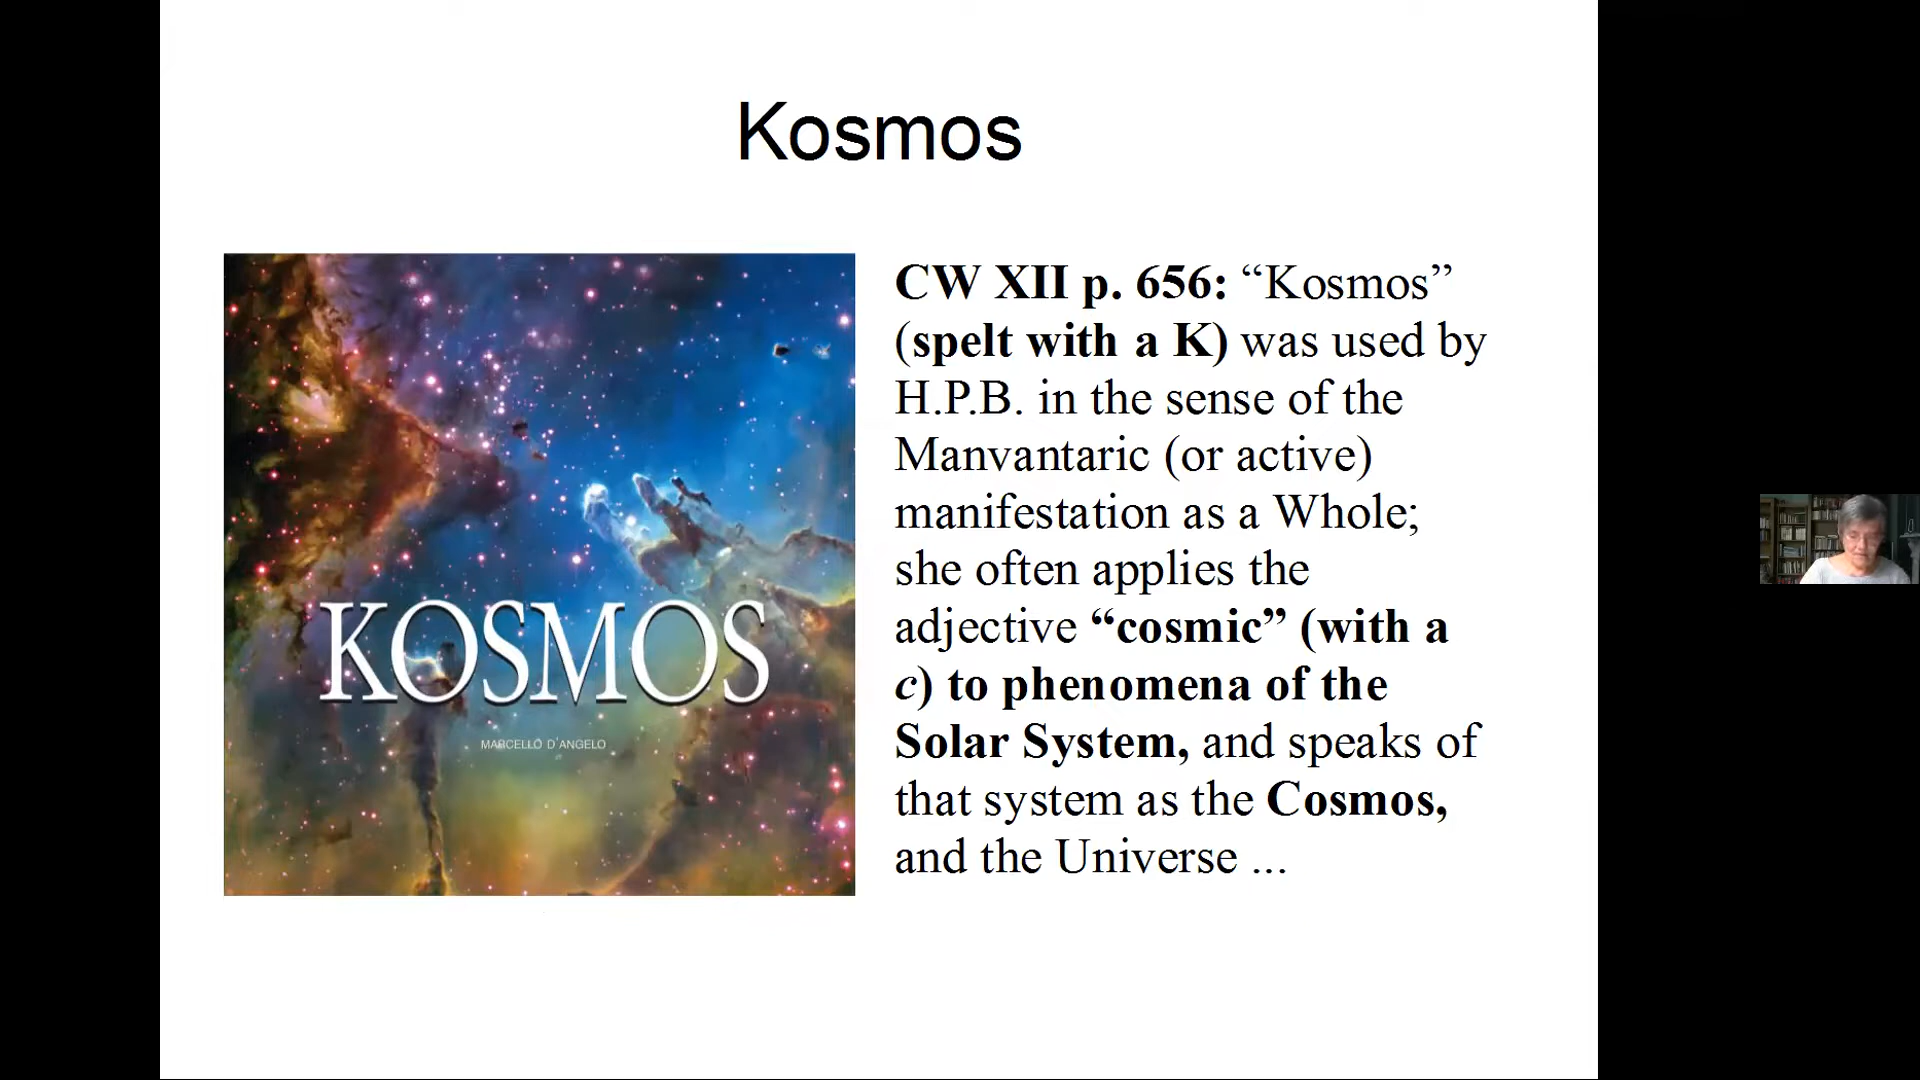 Kosmos
KOSMOS
MARCELLO D'ANGELO
CW XII p. 656: “Kosmos”
(spelt with a K) was used by
H.P.B. in the sense of the
Manvantaric (or active)
manifestation as a Whole;
she often applies the
adjective “cosmic” (with a
c) to phenomena of the
Solar System, and speaks of
that system as the Cosmos,
and the Universe ...